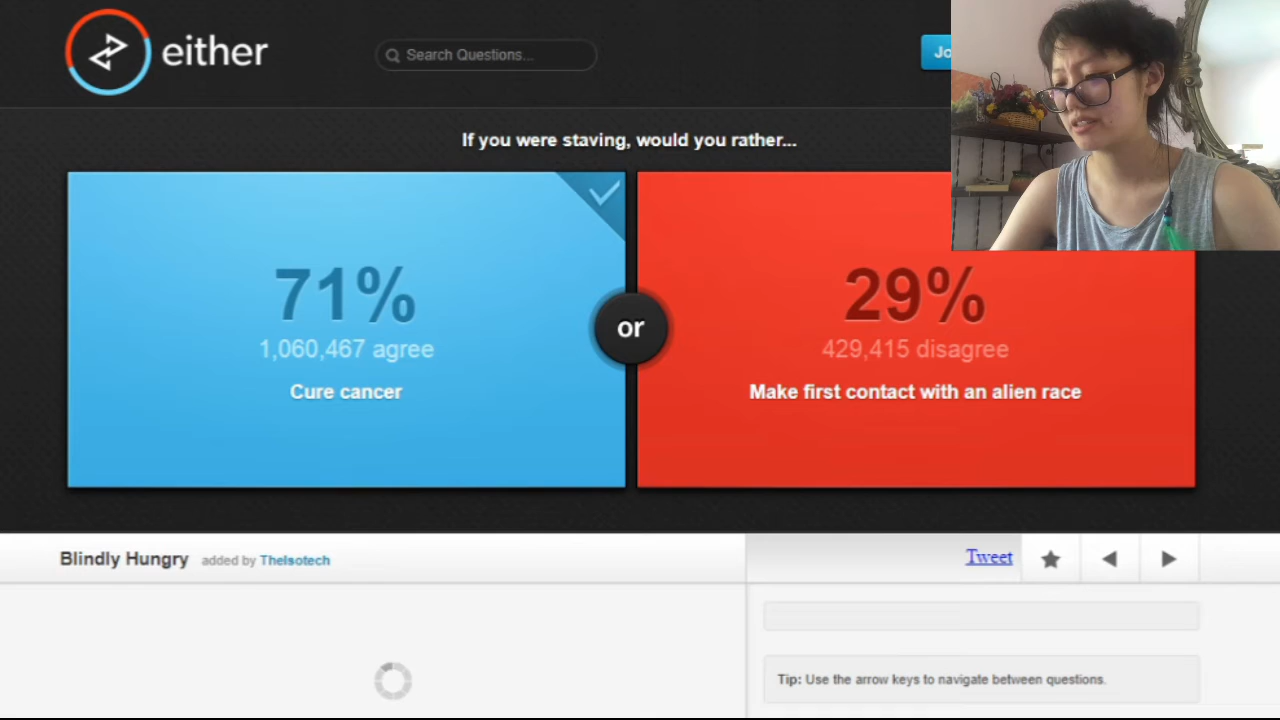 either
Search Questions...
Jo
If you were staving, would you rather...
71%
1,060,467 agree
Cure cancer
or
29%
429,415 disagree
Make first contact with an alien race
Blindly Hungry added by TheIsotech
Tweet
Tip: Use the arrow keys to navigate between questions.